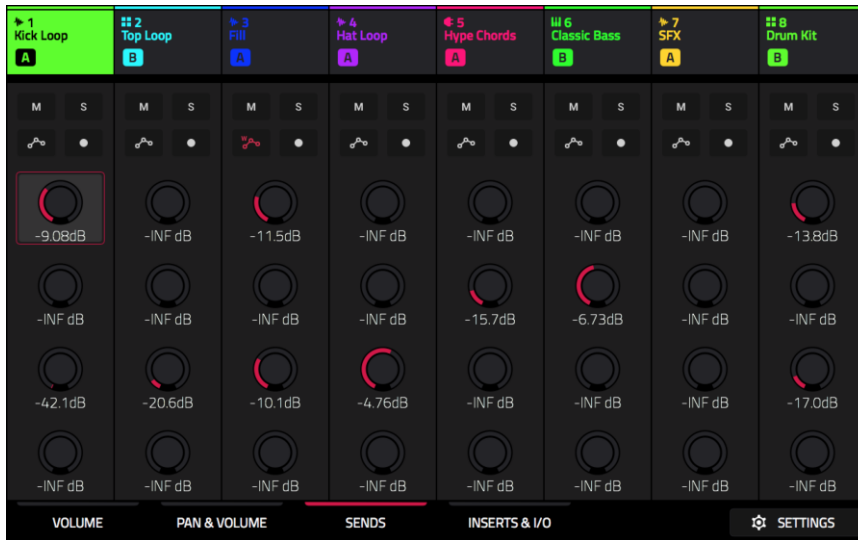 1 2 3 4 5 6 7 8
Kick Loop Top Loop Fill Hat Loop Hype Chords Classic Bass SFX Drum Kit
A B A A A B A B
M S M S M S M S M S M S M S M S
W
-9.08dB -INF dB -11.5dB -INF dB -INF dB -INF dB -INF dB -13.8dB
-INF dB -INF dB -INF dB -INF dB -15.7dB -6.73dB -INF dB -INF dB
-42.1dB -20.6dB -10.1dB -4.76dB -INF dB -INF dB -INF dB -17.0dB
-INF dB -INF dB -INF dB -INF dB -INF dB -INF dB -INF dB -INF dB
VOLUME PAN & VOLUME SENDS INSERTS & I/O SETTINGS